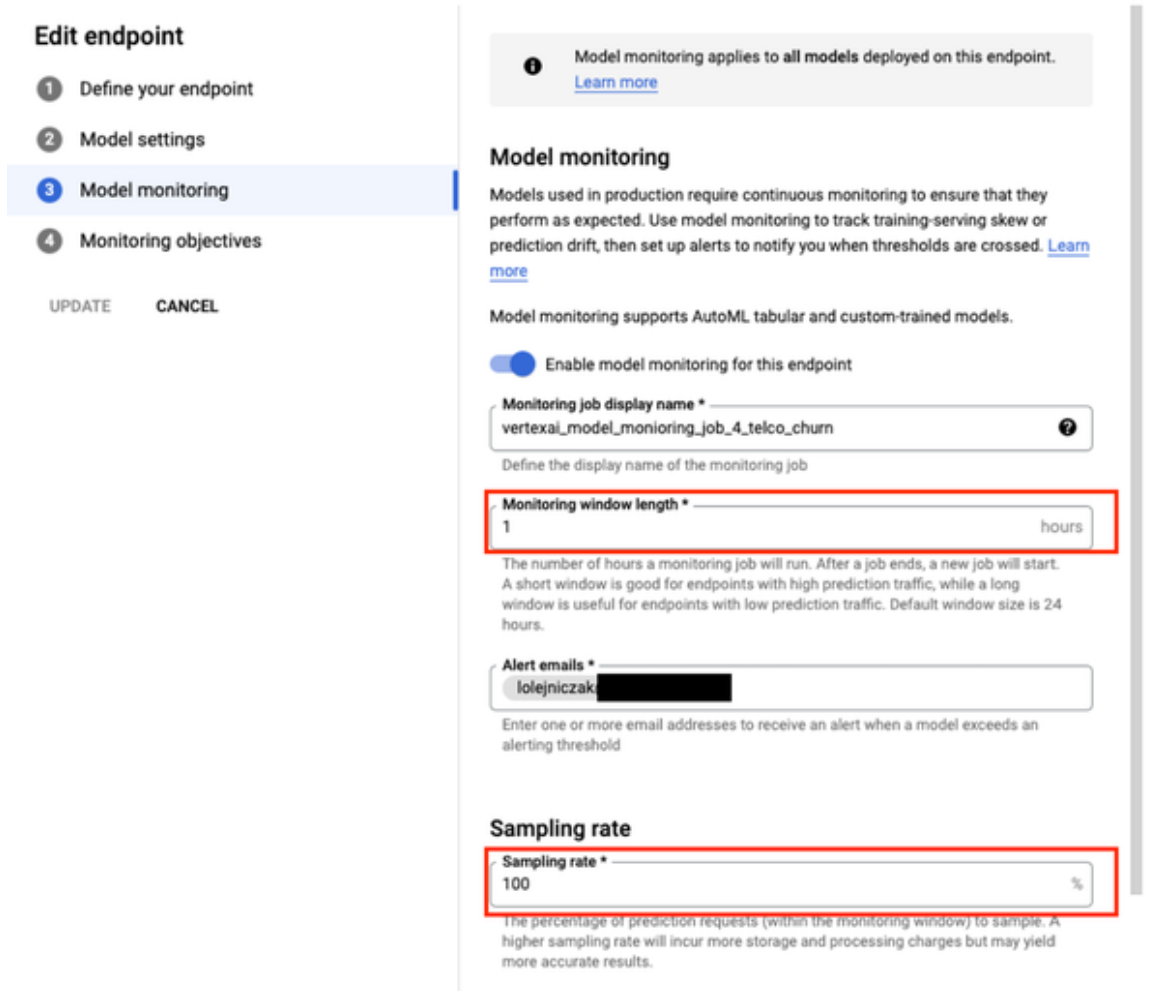 Edit endpoint
1 Define your endpoint
2 Model settings
3 Model monitoring
4 Monitoring objectives
UPDATE CANCEL
Model monitoring applies to all models deployed on this endpoint.
Learn more
Model monitoring
Models used in production require continuous monitoring to ensure that they
perform as expected. Use model monitoring to track training-serving skew or
prediction drift, then set up alerts to notify you when thresholds are crossed. Learn
more
Model monitoring supports AutoML tabular and custom-trained models.
Enable model monitoring for this endpoint
Monitoring job display name *
vertexai_model_monioring_job_4_telco_churn
Define the display name of the monitoring job
Monitoring window length *
1 hours
The number of hours a monitoring job will run. After a job ends, a new job will start.
A short window is good for endpoints with high prediction traffic, while a long
window is useful for endpoints with low prediction traffic. Default window size is 24
hours.
Alert emails *
lolejniczak
Enter one or more email addresses to receive an alert when a model exceeds an
alerting threshold
Sampling rate
Sampling rate *
100 %
The percentage of prediction requests (within the monitoring window) to sample. A
higher sampling rate will incur more storage and processing charges but may yield
more accurate results.